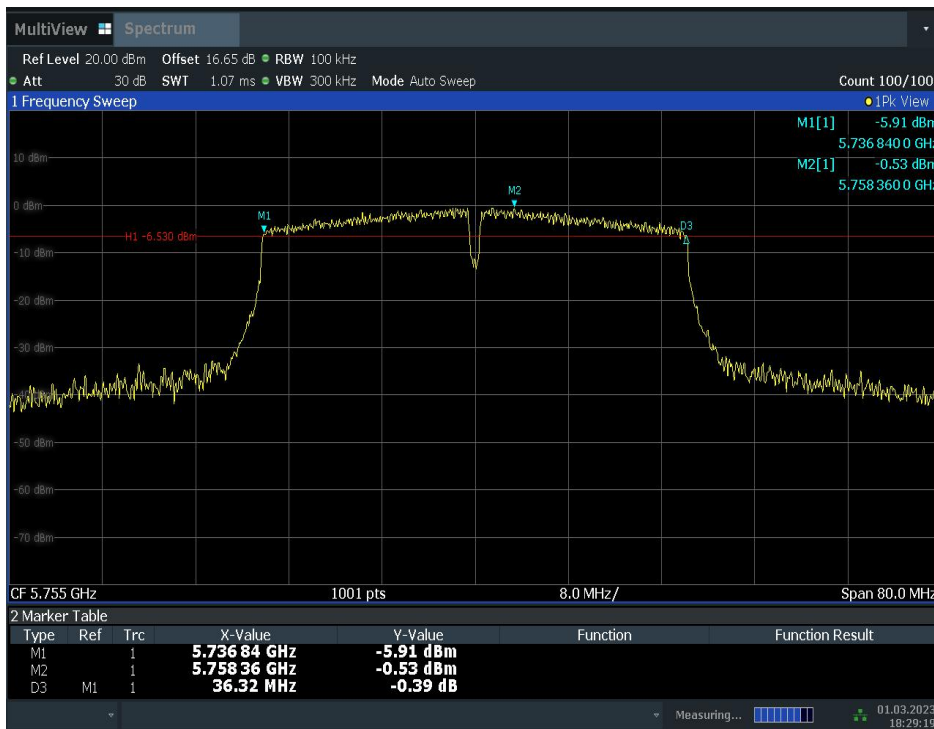 MultiView Spectrum
Ref Level 20.00 dBm Offset 16.65 dB RBW 100 kHz
Att 30 dB SWT 1.07 ms VBW 300 kHz Mode Auto Sweep Count 100/100
1 Frequency Sweep 1Pk View
M1[1] -5.91 dBm
5.736 840 0 GHz
10 dBm
M2[1] -0.53 dBm
5.758 360 0 GHz
M2
0 dBm
M1
D3
H1 -6.530 dBm
-10 dBm
-20 dBm
-30 dBm
-50 dBm
-60 dBm
-70 dBm
CF 5.755 GHz 1001 pts 8.0 MHz/ Span 80.0 MHz
2 Marker Table
Type Ref Trc X-Value Y-Value Function Function Result
M1 1 5.736 84 GHz -5.91 dBm
M2 1 5.758 36 GHz -0.53 dBm
D3 M1 1 36.32 MHz -0.39 dB
Measuring... 01.03.2023
18:29:19